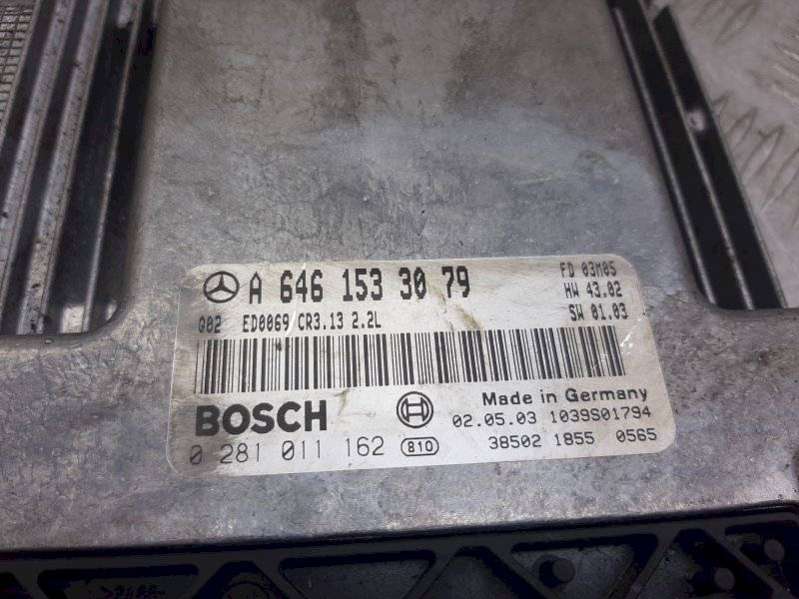 A 646 153 30 79
FD 03M05
HW 43.02
G02 ED0069/CR3.13 2.2L
SW 01.03
BOSCH
Made in Germany
02.05.03 1039S01794
0 281 011 162 810
38502 1855 0565